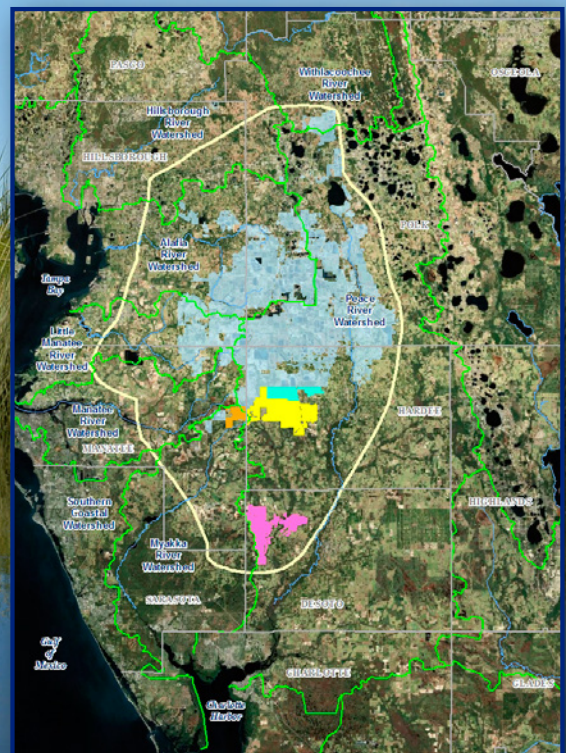 PASCO
OSCEOLA
Withlacoochee
River
Watershed
Hillsborough
River
Watershed
HILLSBOROUGH
POLK
Alafia
River
Watershed
Tampa
Bay
Peace
River
Watershed
Little
Manatee
River
Watershed
Manatee
River
Watershed
HARDEE
MANATEE
Southern
Coastal
Watershed
HIGHLANDS
Myakka
River
Watershed
SARASOTA
DESOTO
Gulf
of
Mexico
CHARLOTTE
GLADES
Charlotte
Harbor